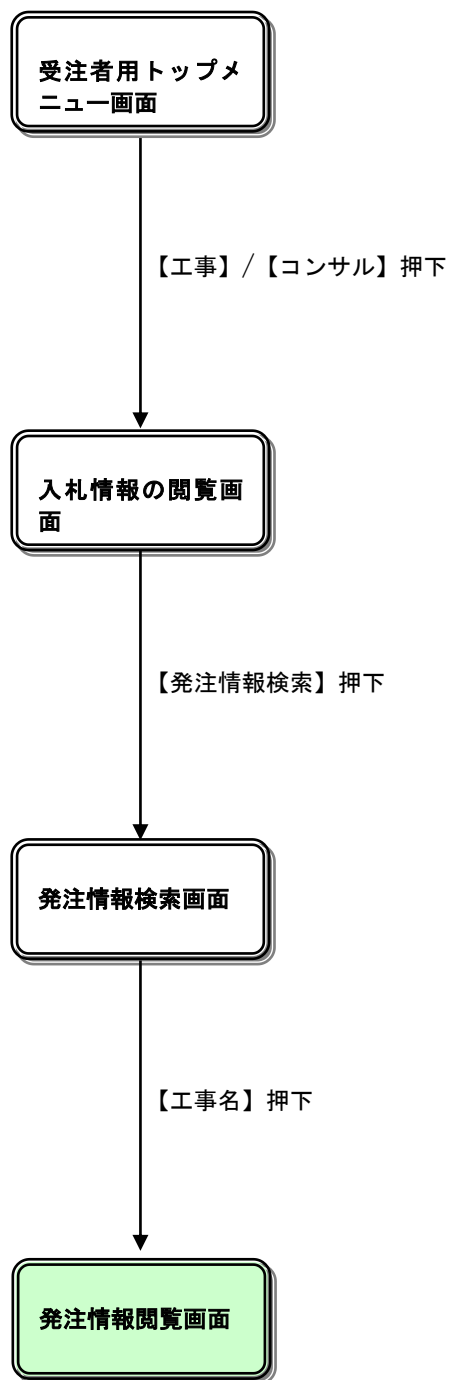 受注者用トップメ
ニュー画面
【工事】/【コンサル】押下
入札情報の閲覧画
面
【発注情報検索】押下
発注情報検索画面
【工事名】押下
発注情報閲覧画面